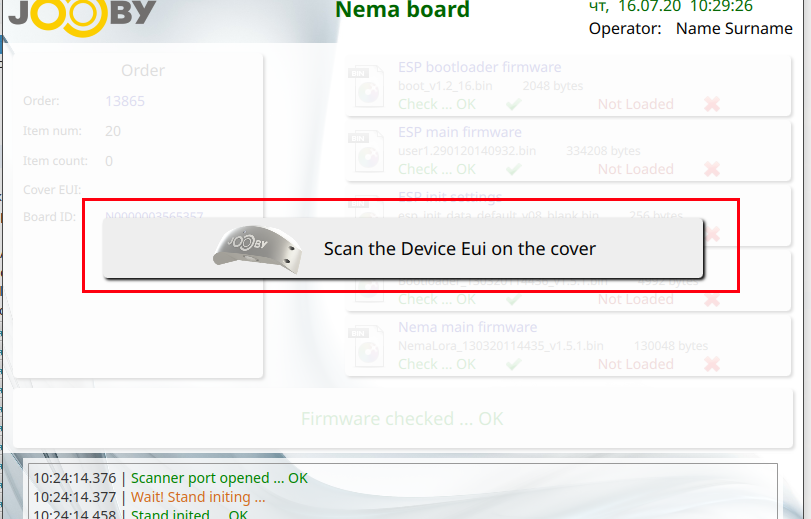 JOOBY
Nema board
чт, 16.07.20 10:29:26
Operator: Name Surname
Order
Order: 13865
Item num: 20
Item count: 0
Cover EUI:
Board ID: N0000003565357
ESP bootloader firmware
boot_v1.2_16.bin 2048 bytes
Check ... OK Not Loaded
ESP main firmware
user1.290120140932.bin 334208 bytes
Check ... OK Not Loaded
ESP init settings
esp_init_data_default_v08_blank.bin 256 bytes
JOOBY
Scan the Device Eui on the cover
Check ... OK Not Loaded
Nema main firmware
NemaLora_130320114435_v1.5.1.bin 130048 bytes
Check ... OK Not Loaded
Firmware checked ... OK
10:24:14.376 | Scanner port opened ... OK
10:24:14.377 | Wait! Stand initing ...
10:24:14.458 | Stand inited ... OK